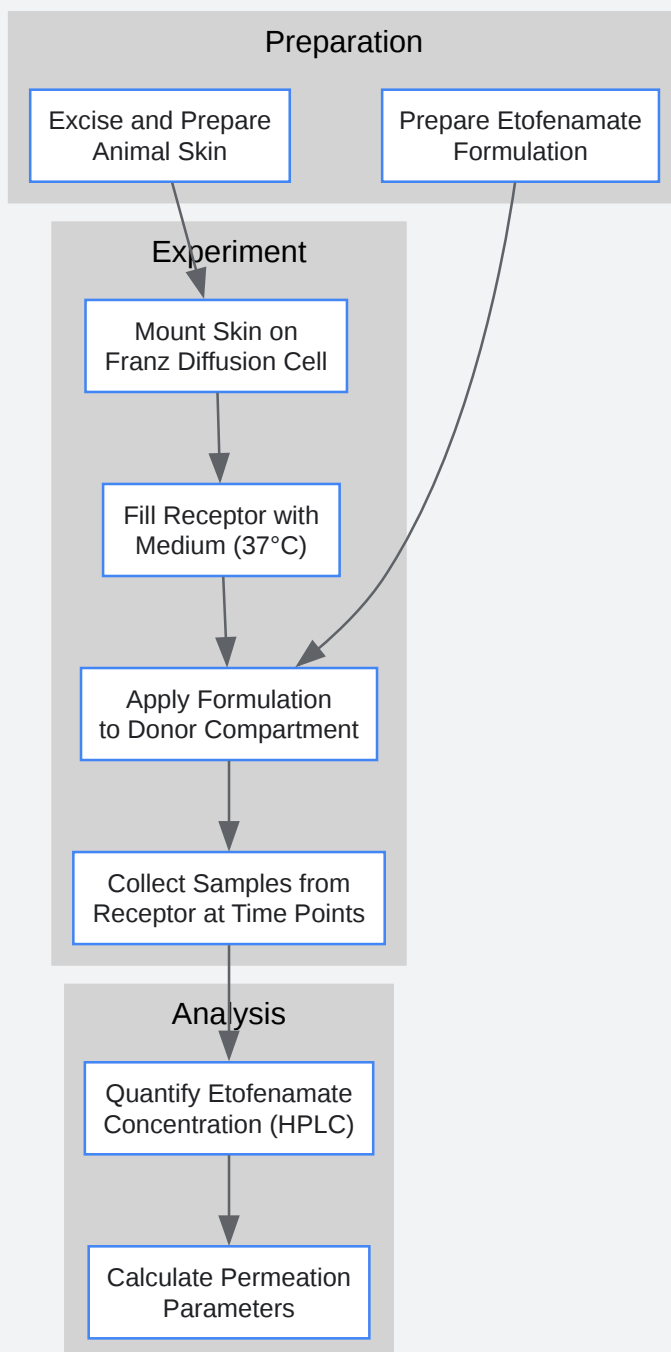 Preparation
Excise and Prepare
Animal Skin
Prepare Etofenamate
Formulation
Experiment
Mount Skin on
Franz Diffusion Cell
Fill Receptor with
Medium (37°C)
Apply Formulation
to Donor Compartment
Collect Samples from
Receptor at Time Points
Analysis
Quantify Etofenamate
Concentration (HPLC)
Calculate Permeation
Parameters